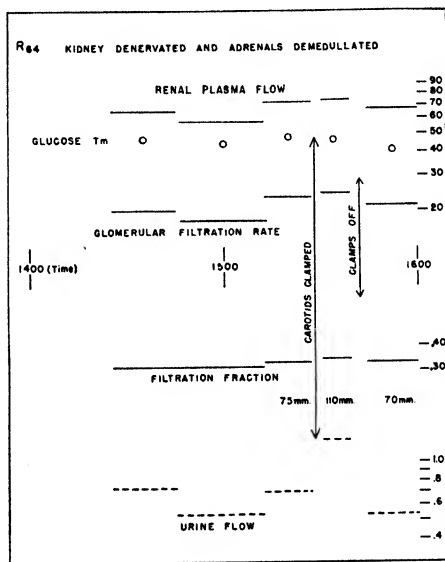 R64 KIDNEY DENERVATED AND ADRENALS DEMEDULLATED
RENAL PLASMA FLOW
90
80
70
60
50
GLUCOSE Tm
40
30
20
GLOMERULAR FILTRATION RATE
CAROTIDS CLAMPED
CLAMPS OFF
1400 (Time)
1500
1600
.40
.30
FILTRATION FRACTION
75mm.
110mm.
70mm.
1.0
.8
.6
URINE FLOW
.4